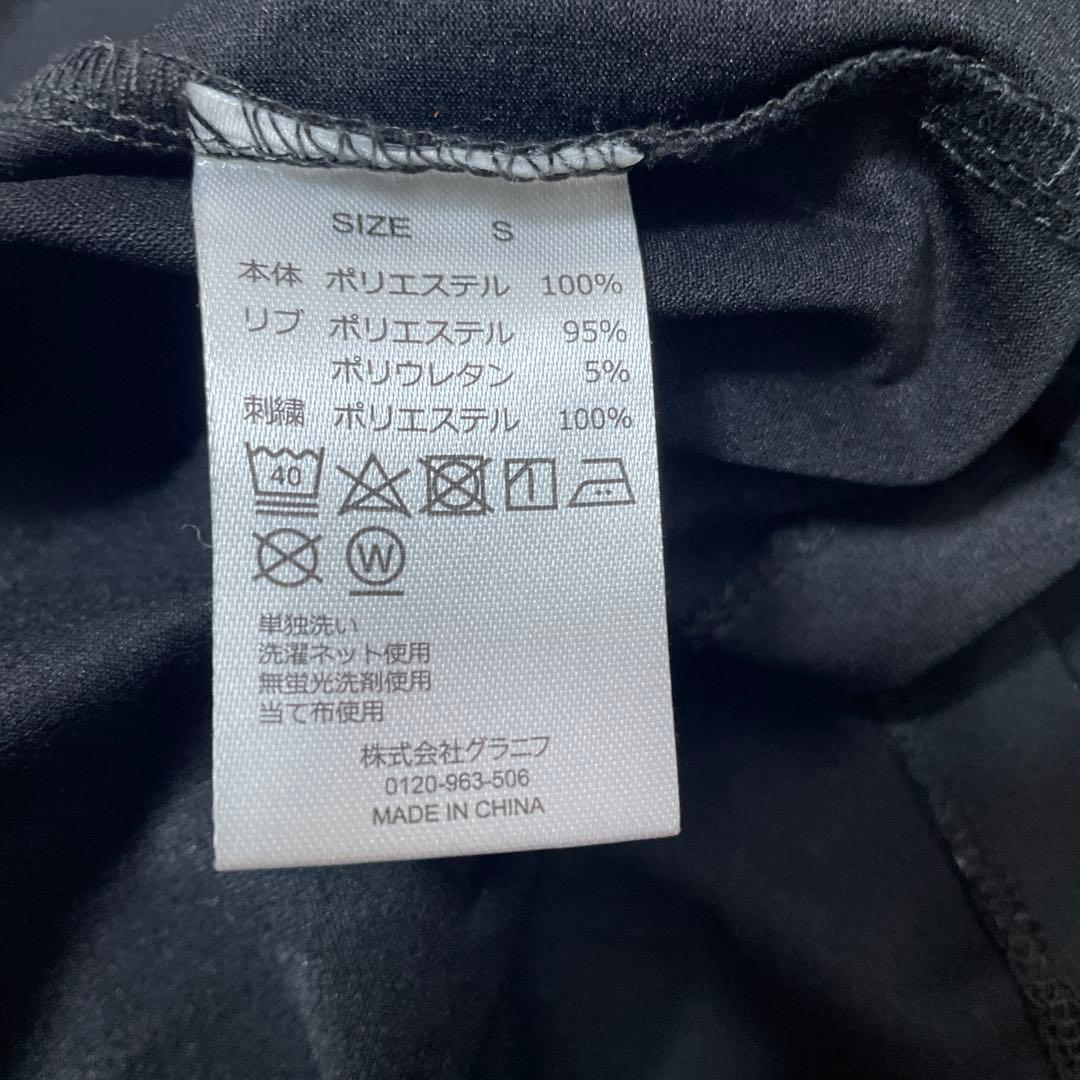 SIZE S
本体 ポリエステル 100%
リブ ポリエステル 95%
ポリウレタン 5%
刺繍 ポリエステル 100%
40
W
単独洗い
洗濯ネット使用
無蛍光洗剤使用
当て布使用
株式会社グラニフ
0120-963-506
MADE IN CHINA